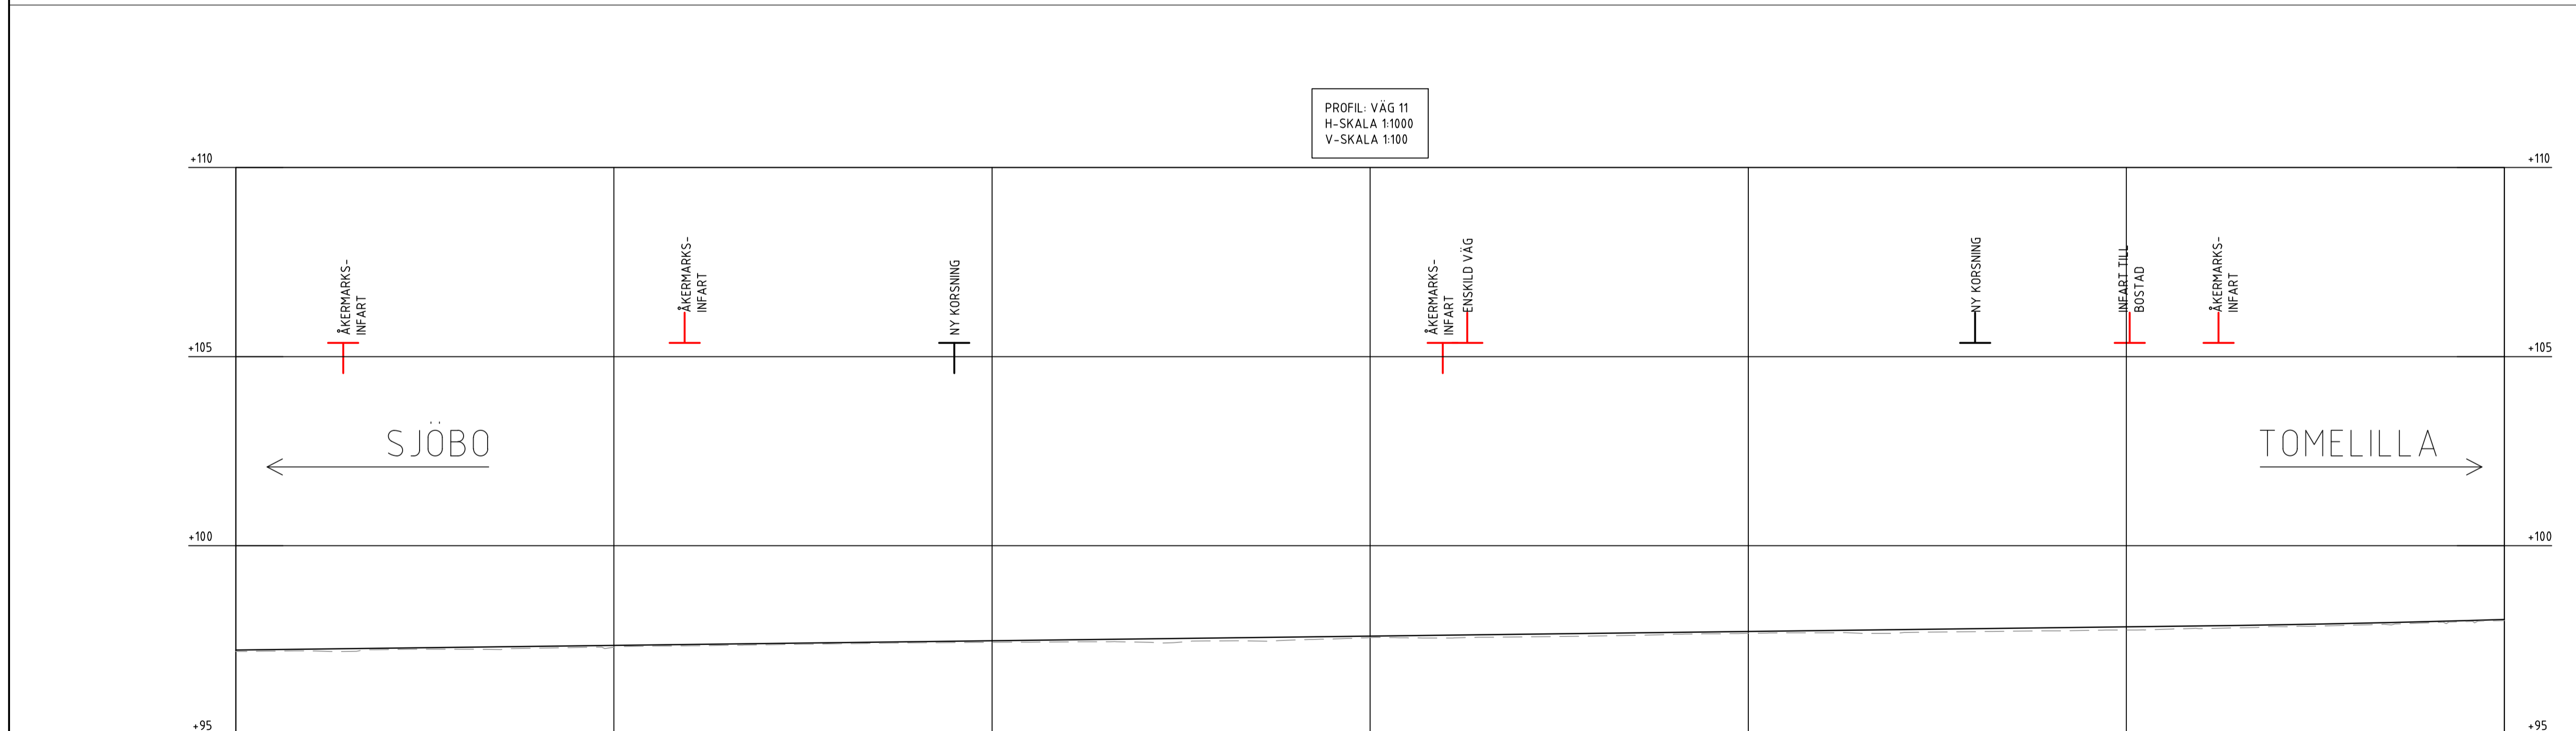 PROFIL: VÄG 11
H-SKALA 1:1000
V-SKALA 1:100
+110
+110
ÅKERMARKS-
INFART
ÅKERMARKS-
INFART
NY KORSNING
ÅKERMARKS-
INFART
ENSKILD VÄG
NY KORSNING
INFART TILL
BOSTAD
ÅKERMARKS-
INFART
+105
+105
SJÖBO
TOMELILLA
+100
+100
+95
+95